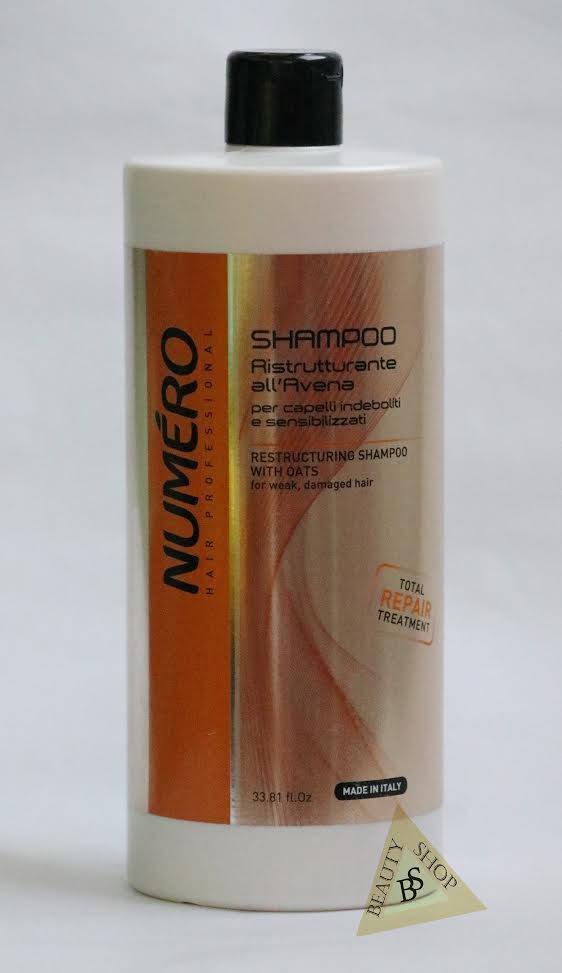 NUMÉRO
HAIR PROFESSIONAL
SHAMPOO
Ristrutturante
all'Avena
per capelli indeboliti
e sensibilizzati
RESTRUCTURING SHAMPOO
WITH OATS
for weak, damaged hair
TOTAL
REPAIR
TREATMENT
33.81 fl.Oz
MADE IN ITALY
BEAUTY
SHOP
BS